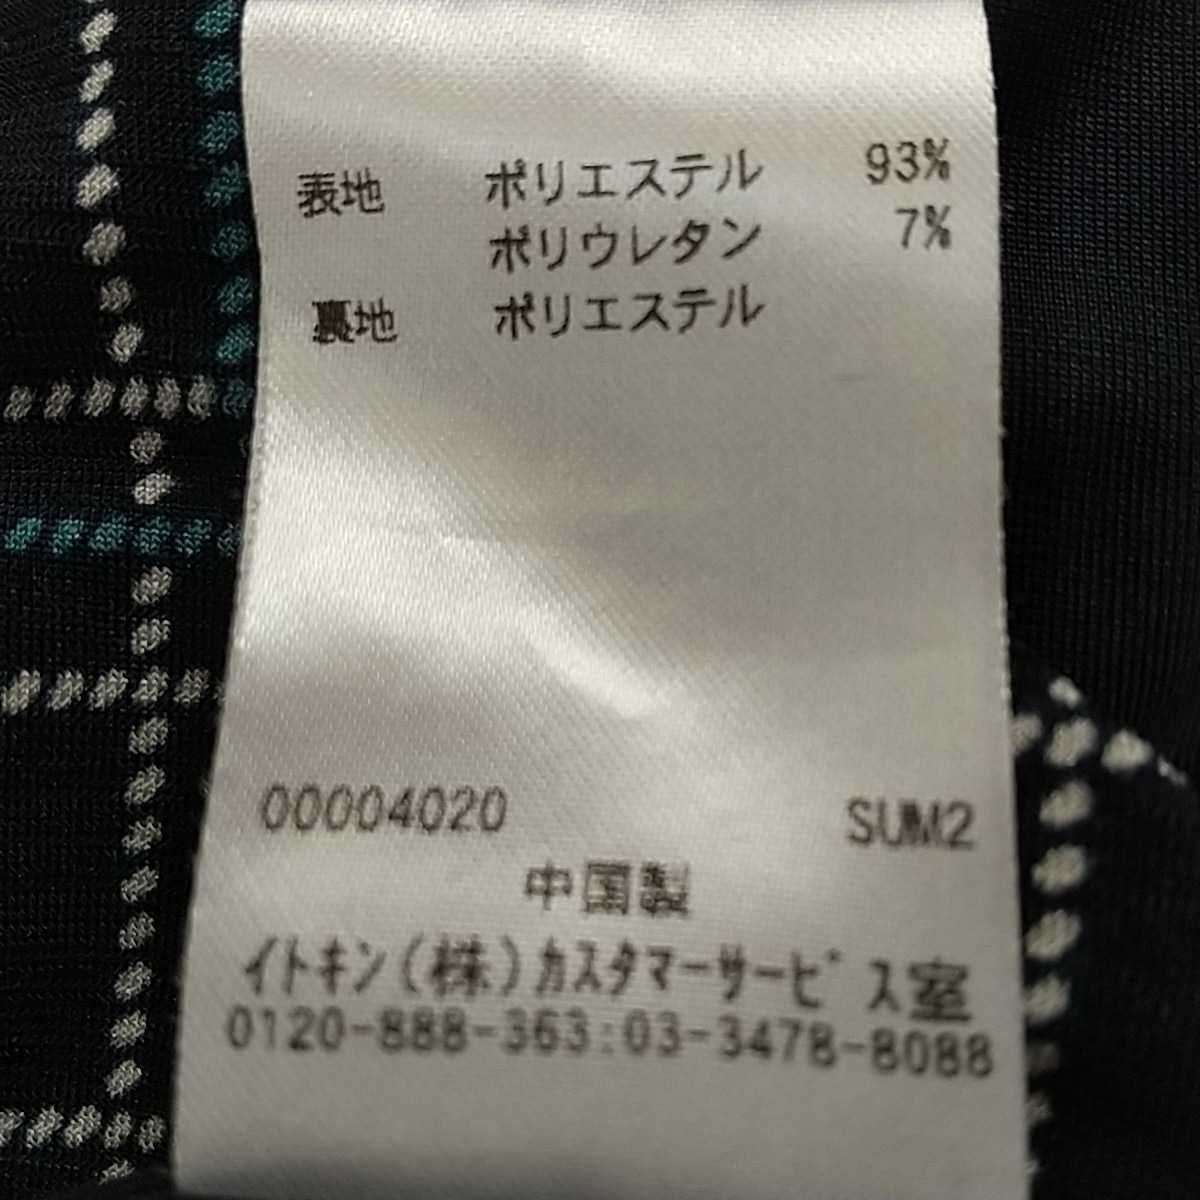 表地 ポリエステル 93%
ポリウレタン 7%
裏地 ポリエステル
00004020 SUM2
中国製
イトキン(株)カスタマーサービス室
0120-888-363:03-3478-8088